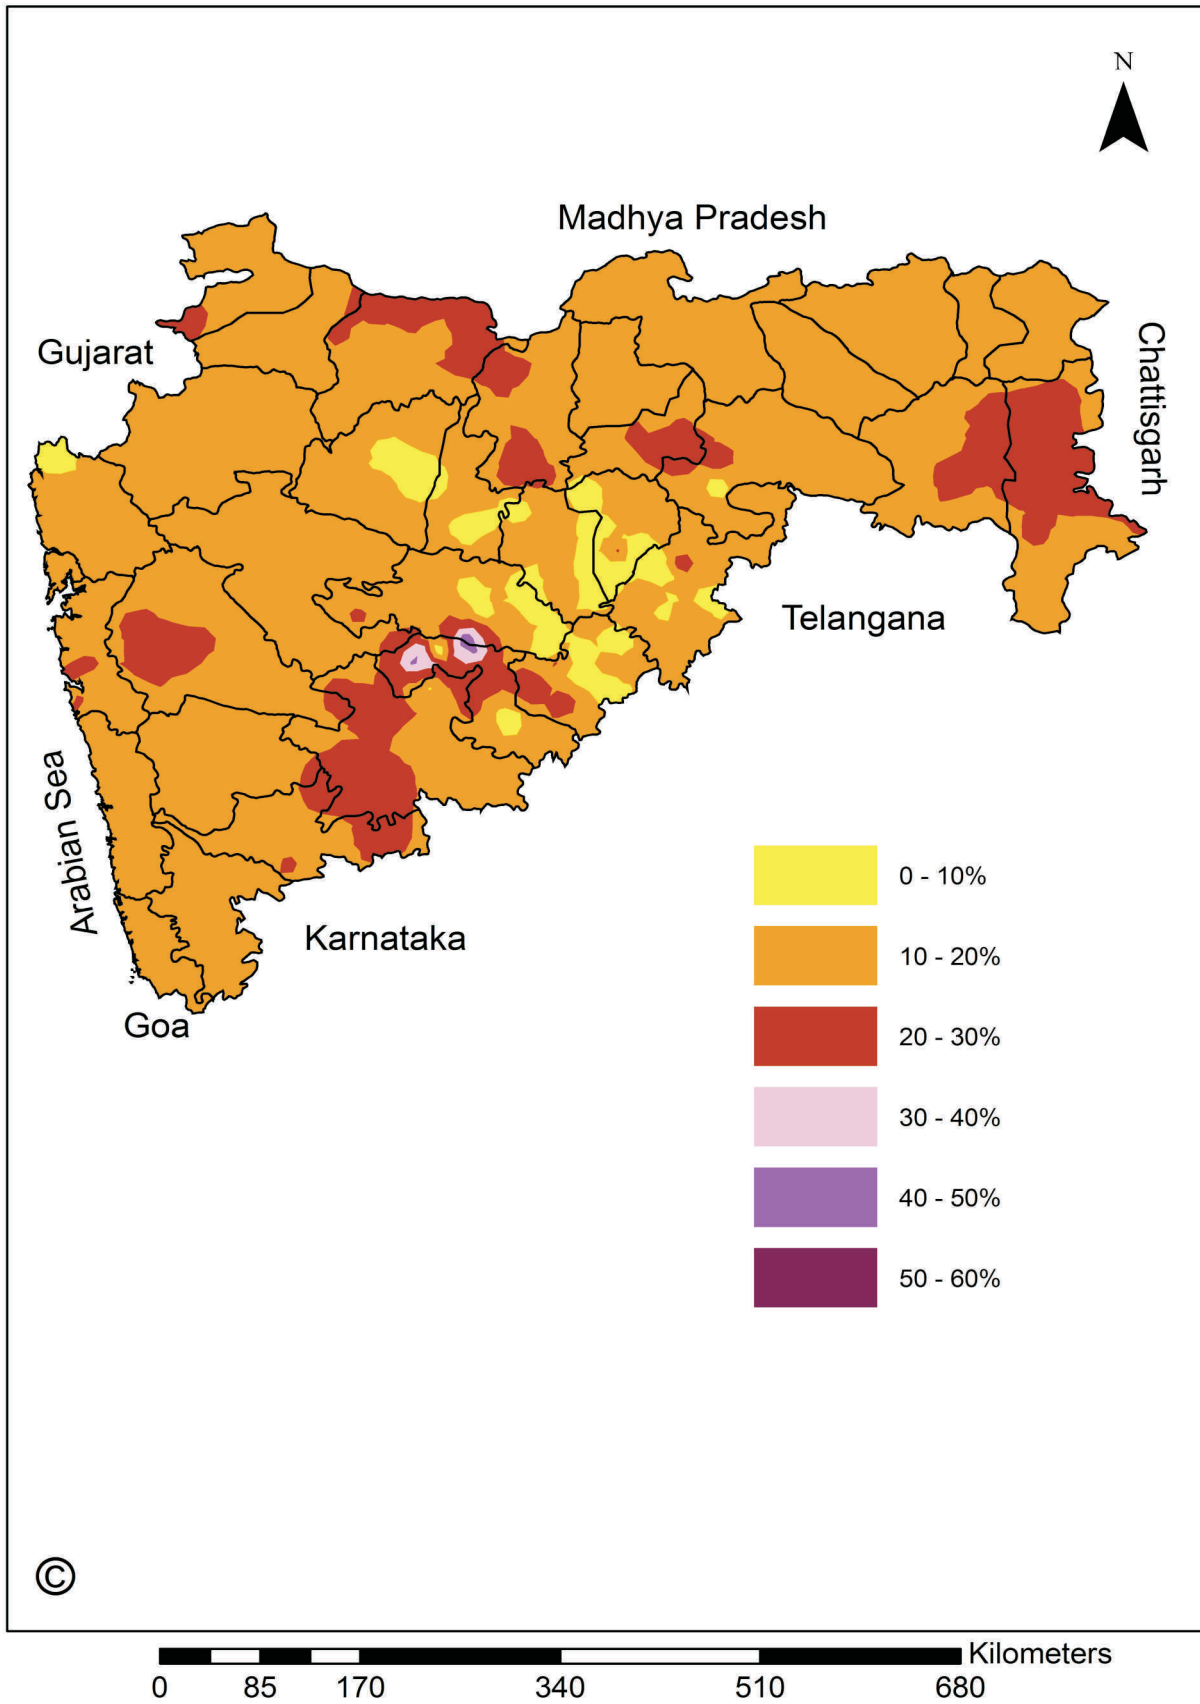 N
Madhya Pradesh
Gujarat
Chattisgarh
Telangana
Arabian Sea
Karnataka
Goa
0 - 10%
10 - 20%
20 - 30%
30 - 40%
40 - 50%
50 - 60%
©
Kilometers
0 85 170 340 510 680